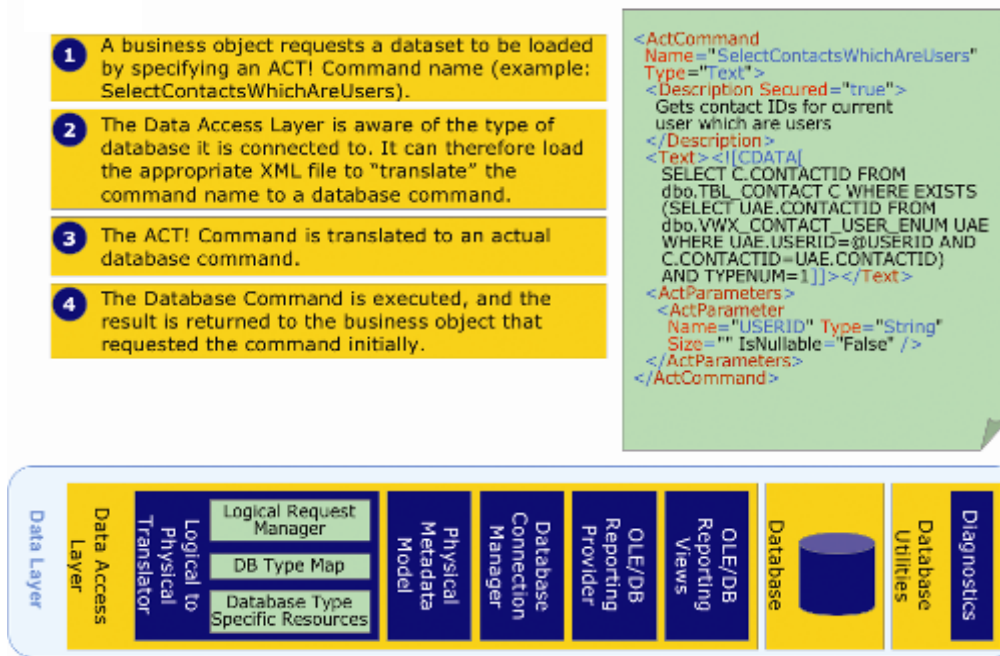 1
A business object requests a dataset to be loaded
by specifying an ACT! Command name (example:
SelectContactsWhichAreUsers).
2
The Data Access Layer is aware of the type of
database it is connected to. It can therefore load
the appropriate XML file to “translate” the
command name to a database command.
3
The ACT! Command is translated to an actual
database command.
4
The Database Command is executed, and the
result is returned to the business object that
requested the command initially.
<ActCommand
Name="SelectContactsWhichAreUsers"
Type="Text">
<Description Secured="true">
Gets contact IDs for current
user which are users
</Description>
<Text><![CDATA[
SELECT C.CONTACTID FROM
dbo.TBL_CONTACT C WHERE EXISTS
(SELECT UAE.CONTACTID FROM
dbo.VWX_CONTACT_USER_ENUM UAE
WHERE UAE.USERID=@USERID AND
C.CONTACTID=UAE.CONTACTID)
AND TYPENUM=1]]></Text>
<ActParameters>
<ActParameter
Name="USERID" Type="String"
Size="" IsNullable="False" />
</ActParameters>
</ActCommand>
Data Layer
Data Access
Layer
Logical to
Physical
Translator
Logical Request
Manager
DB Type Map
Database Type
Specific Resources
Physical
Metadata
Model
Database
Connection
Manager
OLE/DB
Reporting
Provider
OLE/DB
Reporting
Views
Database
Database
Utilities
Diagnostics